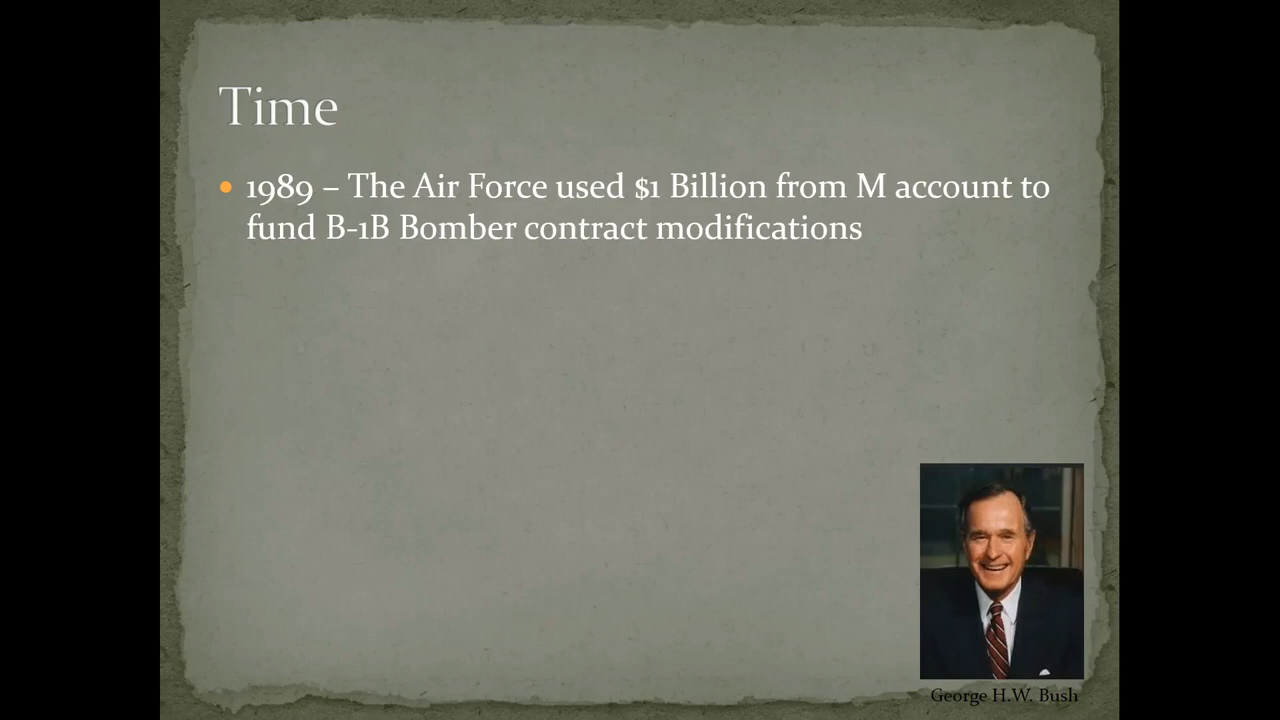 Time
• 1989 – The Air Force used $1 Billion from M account to
fund B-1B Bomber contract modifications
George H.W. Bush